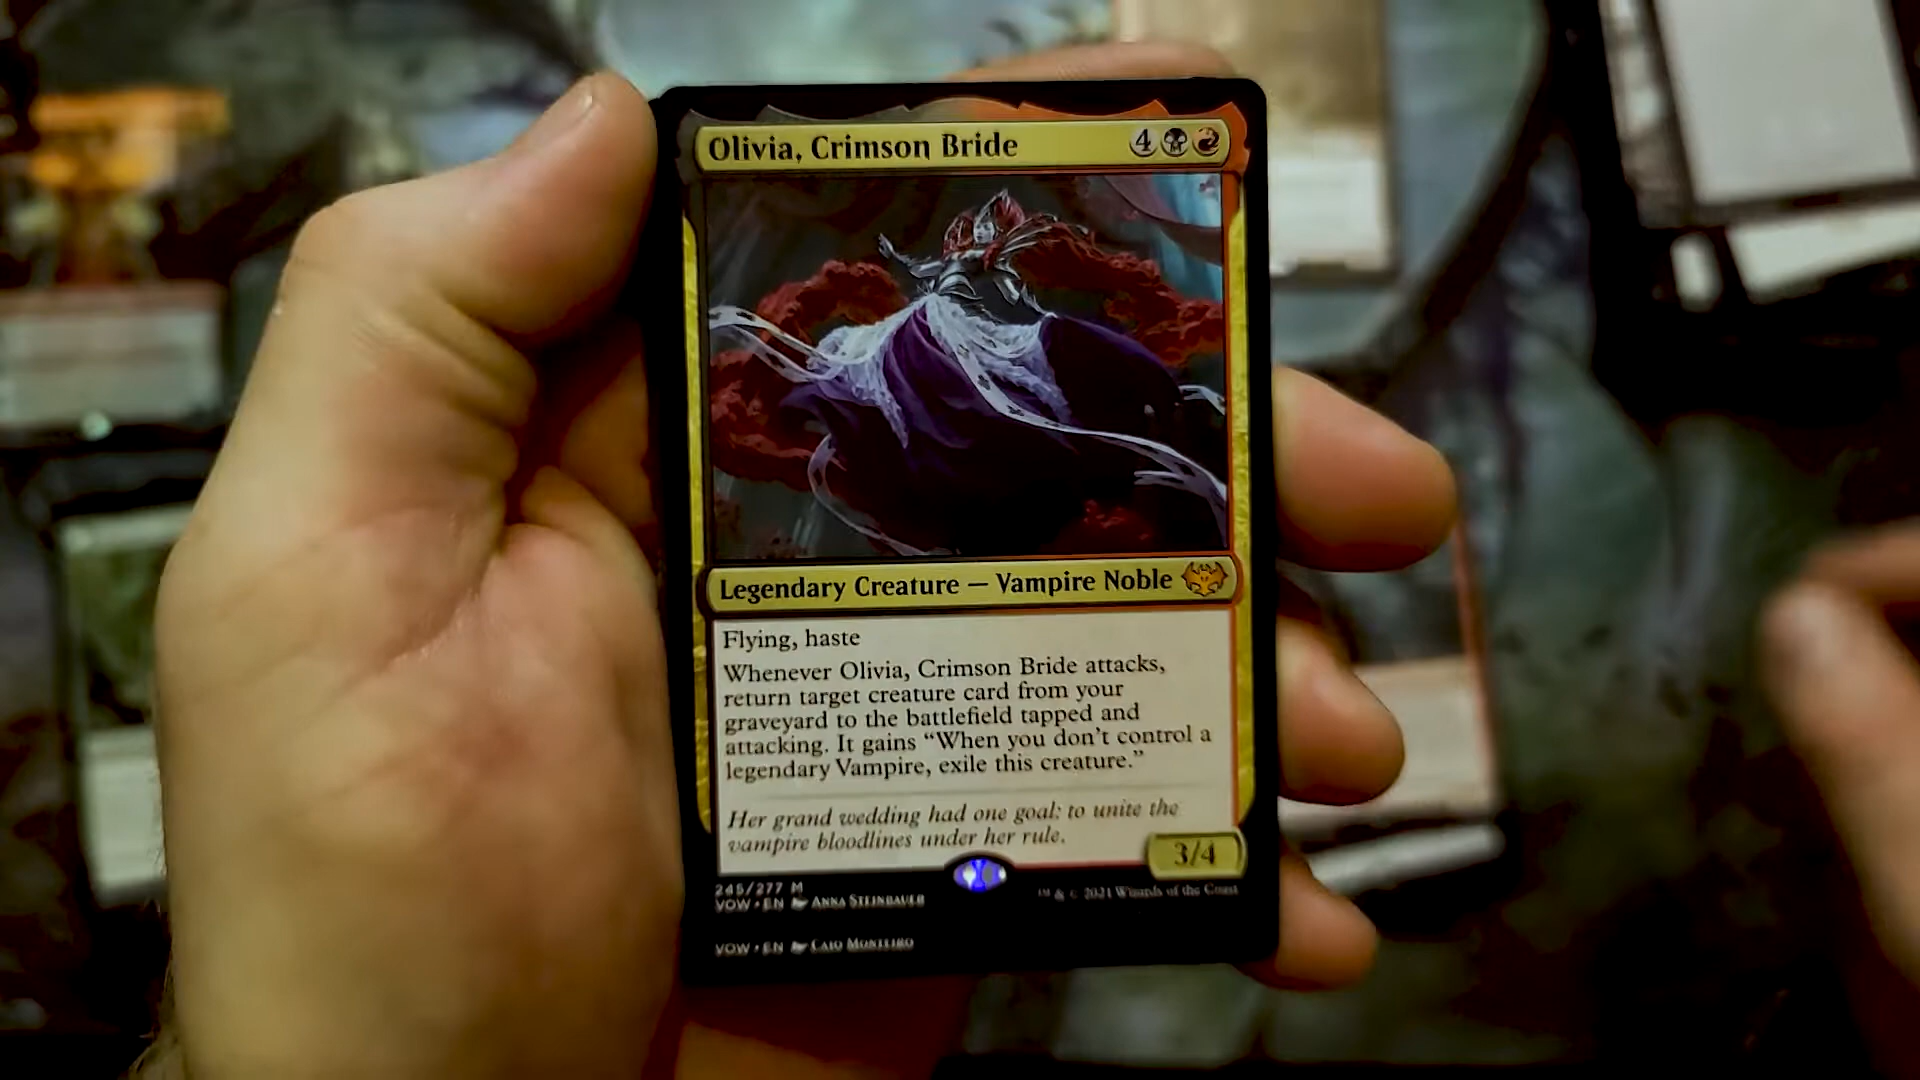 Olivia, Crimson Bride 4
Legendary Creature — Vampire Noble
Flying, haste
Whenever Olivia, Crimson Bride attacks,
return target creature card from your
graveyard to the battlefield tapped and
attacking. It gains “When you don't control a
legendary Vampire, exile this creature.”
Her grand wedding had one goal: to unite the
vampire bloodlines under her rule.
3/4
245/277 M
VOW • EN Anna Steinbauer
™ & © 2021 Wizards of the Coast
VOW • EN Caio Monteiro